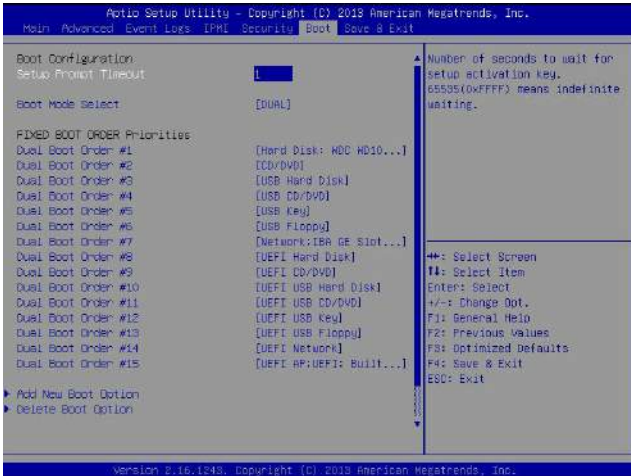 Aptio Setup Utility - Copyright (C) 2013 American Megatrends, Inc.
Main Advanced Event Logs IPMI Security Boot Save & Exit
Boot Configuration
Setup Prompt Timeout 1
Boot Mode Select [DUAL]
FIXED BOOT ORDER Priorities
Dual Boot Order #1 [Hard Disk: WDC WD10...]
Dual Boot Order #2 [CD/DVD]
Dual Boot Order #3 [USB Hard Disk]
Dual Boot Order #4 [USB CD/DVD]
Dual Boot Order #5 [USB Key]
Dual Boot Order #6 [USB Floppy]
Dual Boot Order #7 [Network:IBA GE Slot...]
Dual Boot Order #8 [UEFI Hard Disk]
Dual Boot Order #9 [UEFI CD/DVD]
Dual Boot Order #10 [UEFI USB Hard Disk]
Dual Boot Order #11 [UEFI USB CD/DVD]
Dual Boot Order #12 [UEFI USB Key]
Dual Boot Order #13 [UEFI USB Floppy]
Dual Boot Order #14 [UEFI Network]
Dual Boot Order #15 [UEFI AP:UEFI: Built...]
Add New Boot Option
Delete Boot Option
Number of seconds to wait for
setup activation key.
65535(0xFFFF) means indefinite
waiting.
: Select Screen
: Select Item
Enter: Select
+/-: Change Opt.
F1: General Help
F2: Previous Values
F3: Optimized Defaults
F4: Save & Exit
ESC: Exit
Version 2.16.1243. Copyright (C) 2013 American Megatrends, Inc.